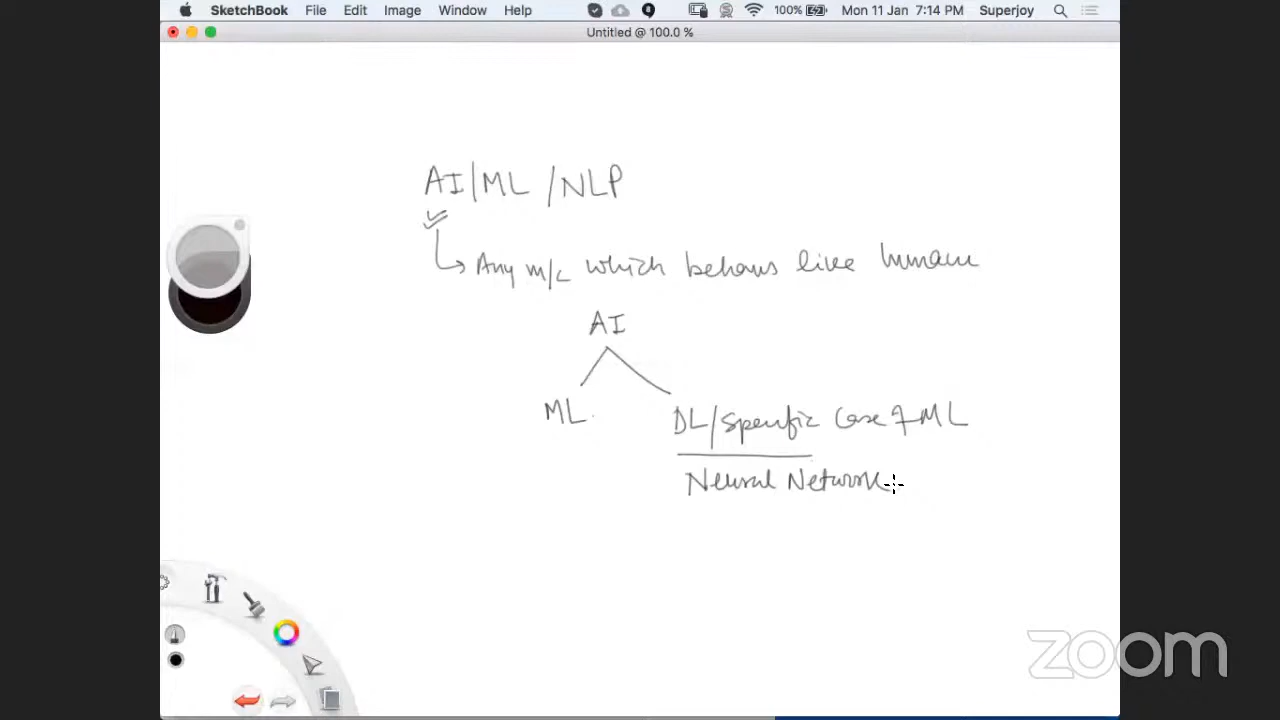 SketchBook File Edit Image Window Help 100% Mon 11 Jan 7:14 PM Superjoy
Untitled @ 100.0 %
AI/ML/NLP
Any m/c which behaves like human
AI
ML
DL/Specific Case of ML
Neural Network
zoom